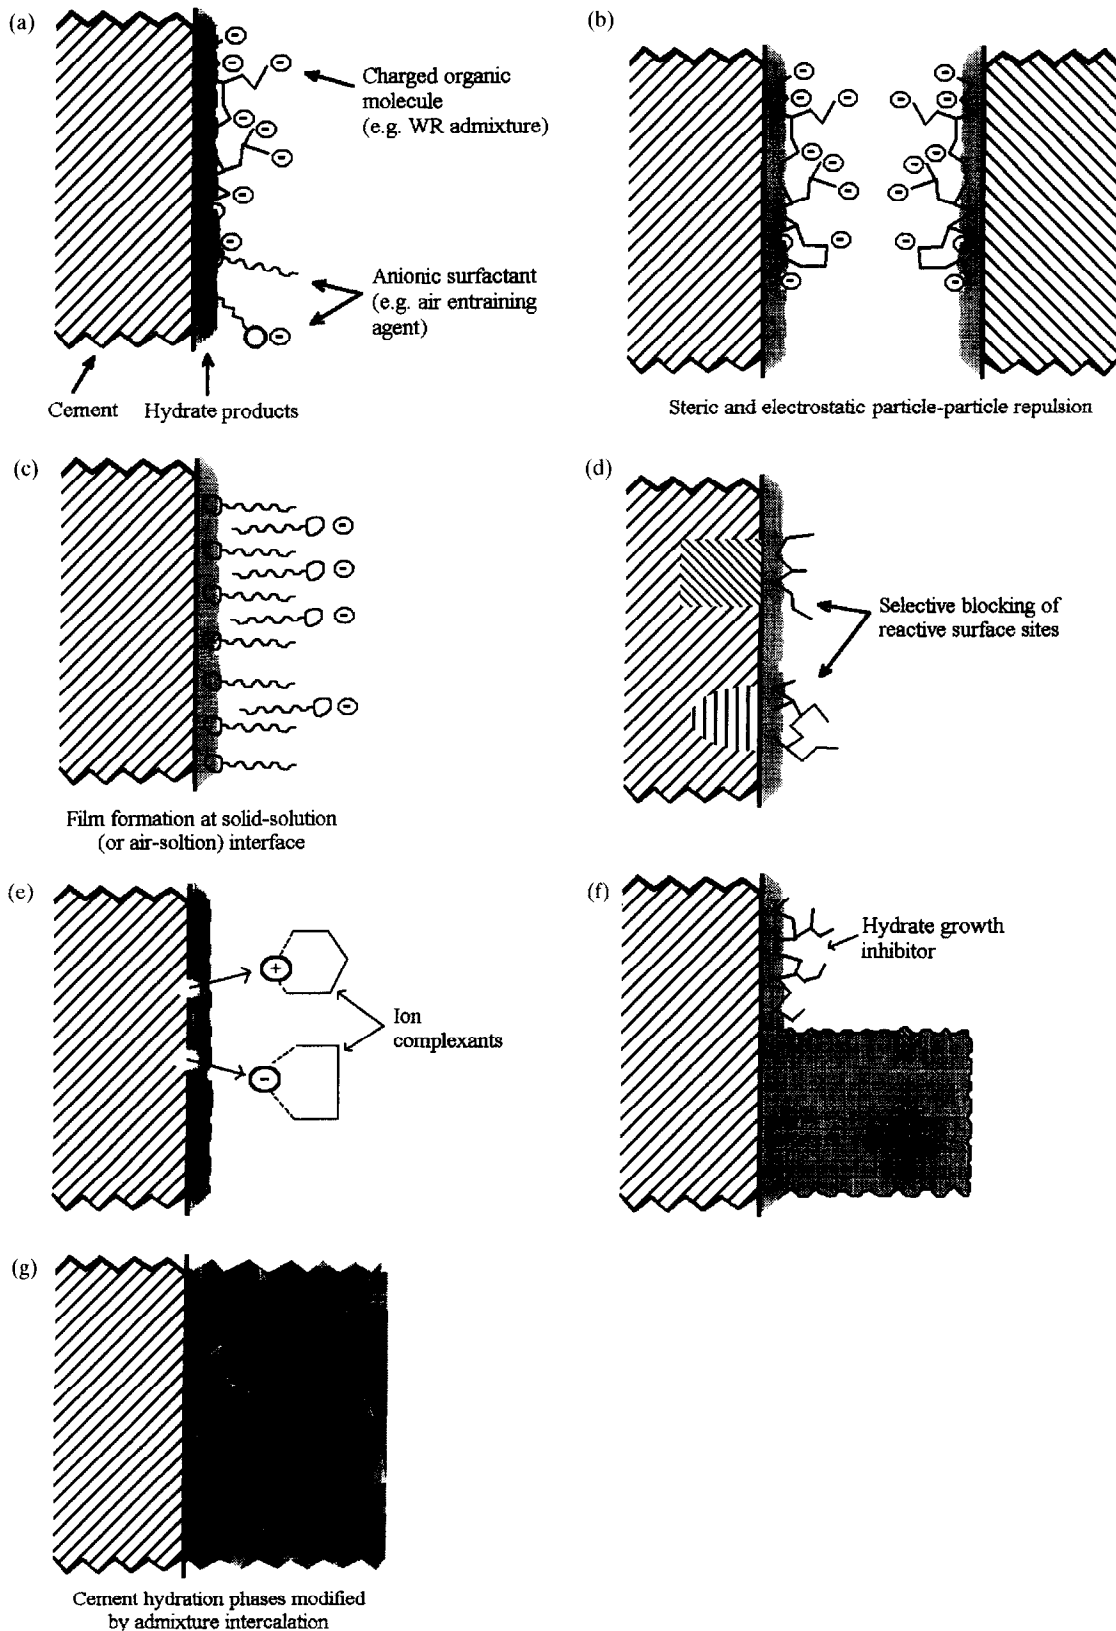 (a)
Charged organic
molecule
(e.g. WR admixture)
Anionic surfactant
(e.g. air entraining
agent)
Cement
Hydrate products
(b)
Steric and electrostatic particle-particle repulsion
(c)
Film formation at solid-solution
(or air-soltion) interface
(d)
Selective blocking of
reactive surface sites
(e)
+
Ion
complexants
-
(f)
Hydrate growth
inhibitor
(g)
Cement hydration phases modified
by admixture intercalation